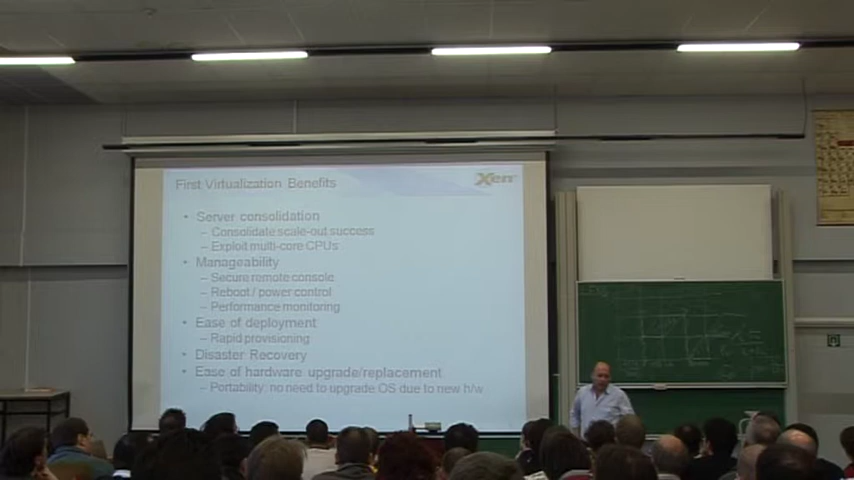 First Virtualization Benefits
Xen
• Server consolidation
– Consolidate scale-out success
– Exploit multi-core CPUs
• Manageability
– Secure remote console
– Reboot / power control
– Performance monitoring
• Ease of deployment
– Rapid provisioning
• Disaster Recovery
• Ease of hardware upgrade/replacement
– Portability: no need to upgrade OS due to new h/w